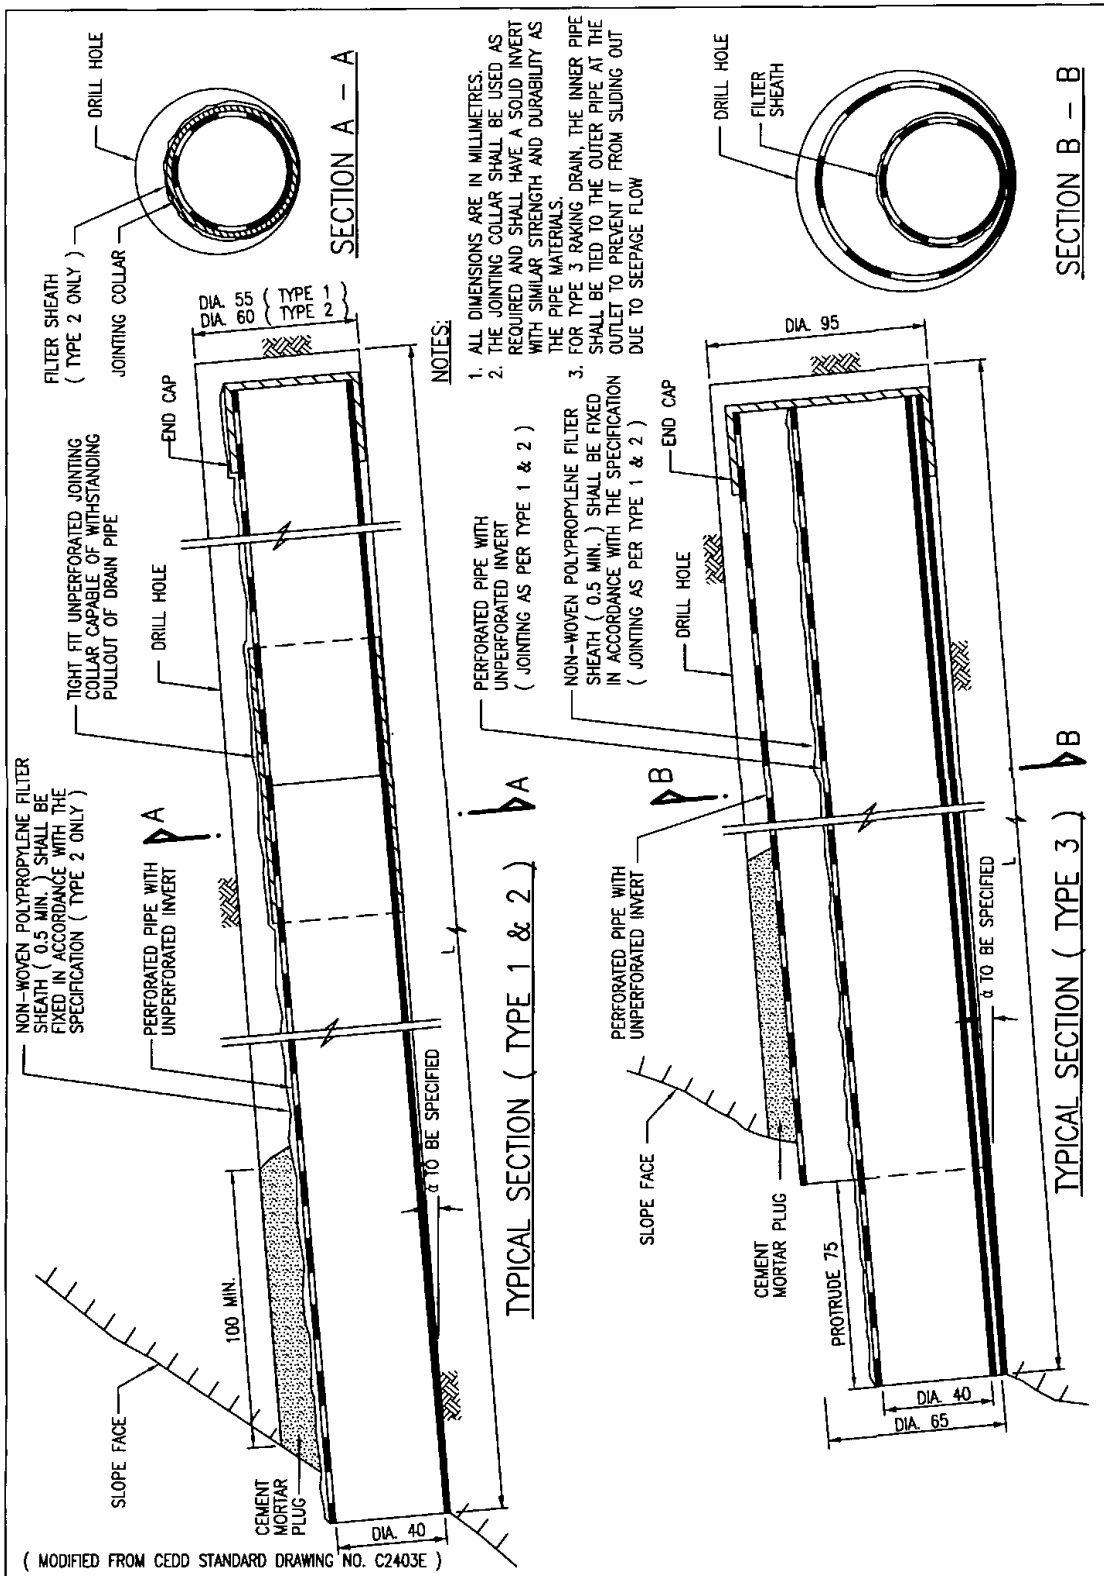 FILTER SHEATH
( TYPE 2 ONLY )
JOINTING COLLAR
DRILL HOLE
SECTION A - A
NON-WOVEN POLYPROPYLENE FILTER
SHEATH ( 0.5 MIN. ) SHALL BE
FIXED IN ACCORDANCE WITH THE
SPECIFICATION ( TYPE 2 ONLY )
TIGHT FIT UNPERFORATED JOINTING
COLLAR CAPABLE OF WITHSTANDING
PULLOUT OF DRAIN PIPE
DRILL HOLE
END CAP
DIA. 55 ( TYPE 1 )
DIA. 60 ( TYPE 2 )
PERFORATED PIPE WITH
UNPERFORATED INVERT
A
A
SLOPE FACE
100 MIN.
CEMENT
MORTAR
PLUG
DIA. 40
α TO BE SPECIFIED
L
TYPICAL SECTION ( TYPE 1 & 2 )
NOTES:
1. ALL DIMENSIONS ARE IN MILLIMETRES.
2. THE JOINTING COLLAR SHALL BE USED AS
REQUIRED AND SHALL HAVE A SOLID INVERT
WITH SIMILAR STRENGTH AND DURABILITY AS
THE PIPE MATERIALS.
3. FOR TYPE 3 RAKING DRAIN, THE INNER PIPE
SHALL BE TIED TO THE OUTER PIPE AT THE
OUTLET TO PREVENT IT FROM SLIDING OUT
DUE TO SEEPAGE FLOW
PERFORATED PIPE WITH
UNPERFORATED INVERT
( JOINTING AS PER TYPE 1 & 2 )
NON-WOVEN POLYPROPYLENE FILTER
SHEATH ( 0.5 MIN. ) SHALL BE FIXED
IN ACCORDANCE WITH THE SPECIFICATION
( JOINTING AS PER TYPE 1 & 2 )
DRILL HOLE
END CAP
DIA. 95
PERFORATED PIPE WITH
UNPERFORATED INVERT
B
B
SLOPE FACE
CEMENT
MORTAR PLUG
PROTRUDE 75
DIA. 40
DIA. 65
α TO BE SPECIFIED
L
TYPICAL SECTION ( TYPE 3 )
DRILL HOLE
FILTER
SHEATH
SECTION B - B
( MODIFIED FROM CEDD STANDARD DRAWING NO. C2403E )